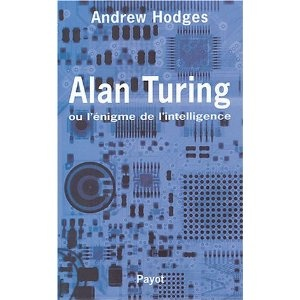 Andrew Hodges
Alan Turing
ou l'énigme de l'intelligence
Payot